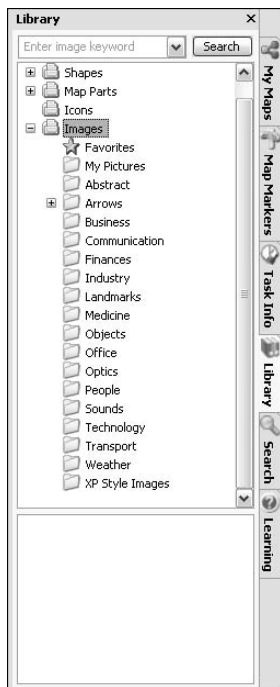 Library
Enter image keyword
Search
Shapes
Map Parts
Icons
Images
Favorites
My Pictures
Abstract
Arrows
Business
Communication
Finances
Industry
Landmarks
Medicine
Objects
Office
Optics
People
Sounds
Technology
Transport
Weather
XP Style Images
My Maps
Map Markers
Task Info
Library
Search
Learning